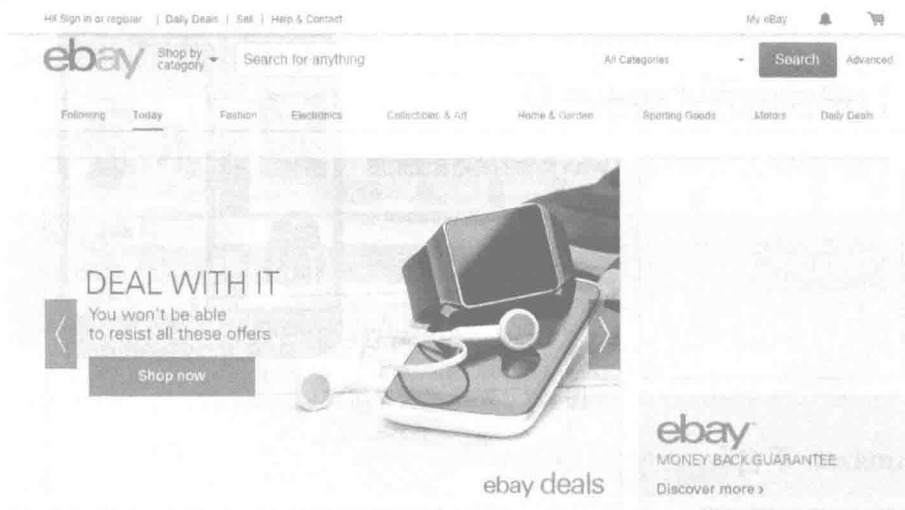 Hi! Sign in or register | Daily Deals | Sell | Help & Contact
My eBay
ebay
Shop by
category
Search for anything
All Categories
Search
Advanced
Following
Today
Fashion
Electronics
Collectibles & Art
Home & Garden
Sporting Goods
Motors
Daily Deals
DEAL WITH IT
You won't be able
to resist all these offers
Shop now
ebay deals
ebay
MONEY BACK GUARANTEE
Discover more ›